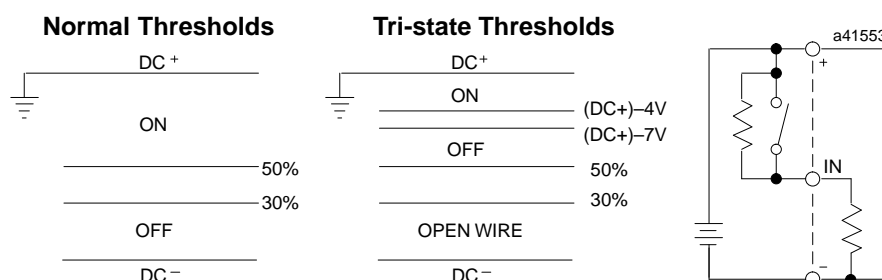 Normal Thresholds
DC +
ON
50%
30%
OFF
DC –
Tri-state Thresholds
DC+
ON
(DC+)–4V
(DC+)–7V
OFF
50%
30%
OPEN WIRE
DC –
a41553
+
IN
–